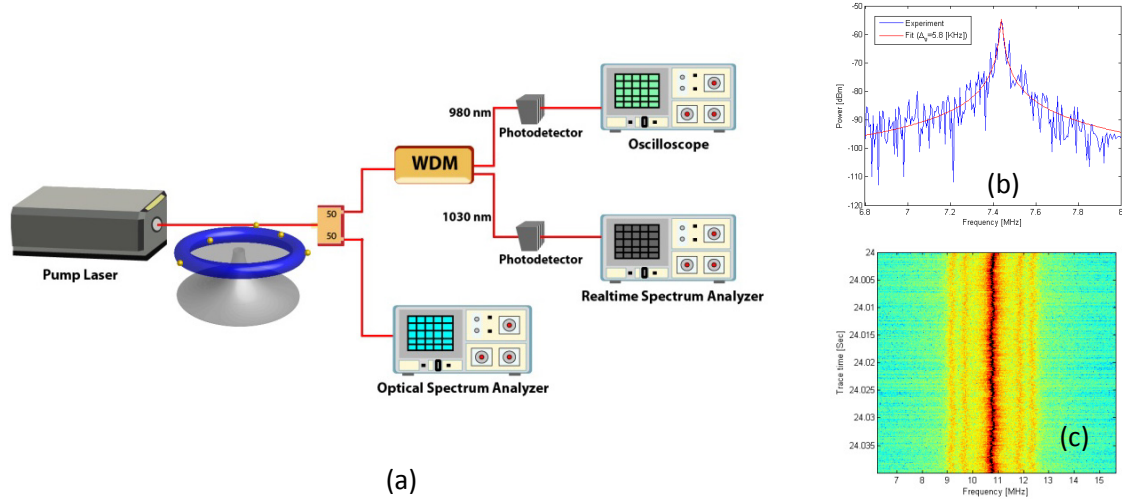 Pump Laser
50
50
WDM
980 nm
1030 nm
Photodetector
Photodetector
Oscilloscope
Realtime Spectrum Analyzer
Optical Spectrum Analyzer
(a)
-50
-60
-70
-80
-90
-100
-110
-120
Power [dBm]
Experiment
Fit (Δᵩ=5.8 [KHz])
(b)
6.8
7
7.2
7.4
7.6
7.8
8
Frequency [MHz]
24
24.005
24.01
24.015
24.02
24.025
24.03
24.035
Trace time [Sec]
(c)
7
8
9
10
11
12
13
14
15
Frequency [MHz]